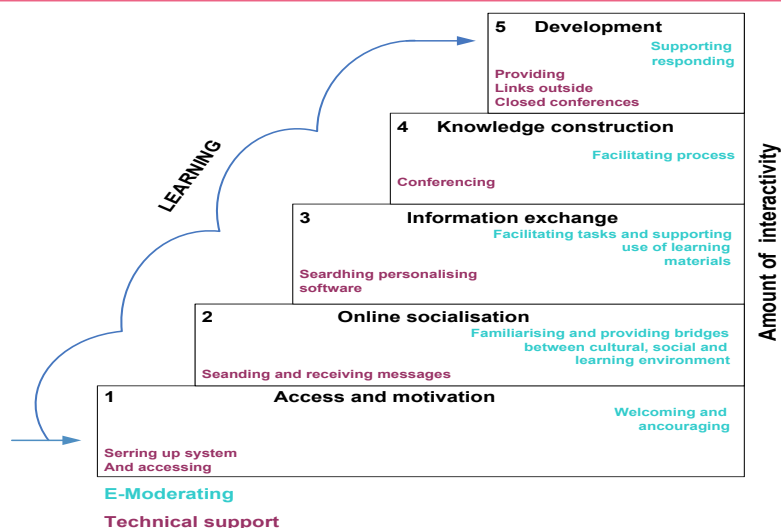 5 Development
Supporting
responding
Providing
Links outside
Closed conferences
4 Knowledge construction
Facilitating process
Conferencing
LEARNING
3 Information exchange
Facilitating tasks and supporting
use of learning
materials
Seardhing personalising
software
2 Online socialisation
Familiarising and providing bridges
between cultural, social and
learning environment
Seanding and receiving messages
1 Access and motivation
Welcoming and
ancouraging
Serring up system
And accessing
Amount of interactivity
E-Moderating
Technical support